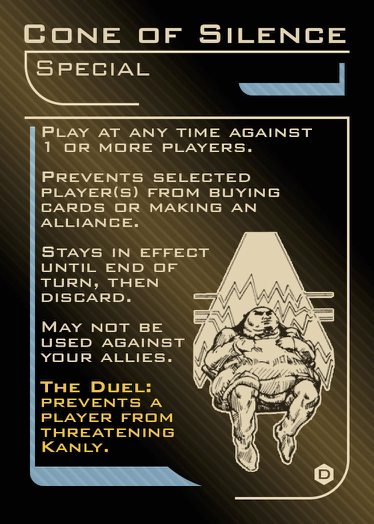 Cone of Silence
Special
Play at any time against
1 or more players.
Prevents selected
player(s) from buying
cards or making an
alliance.
Stays in effect
until end of
turn, then
discard.
May not be
used against
your allies.
The Duel:
prevents a
player from
threatening
Kanly.
D